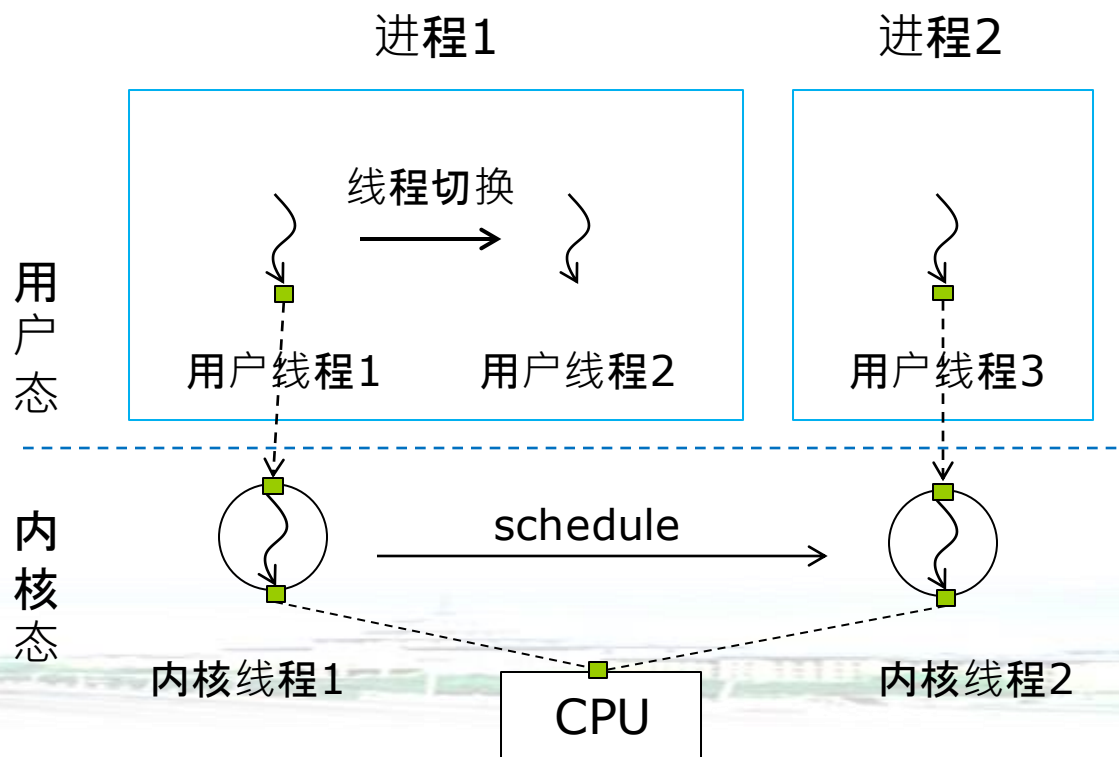 进程1
进程2
线程切换
用户态
用户线程1
用户线程2
用户线程3
schedule
内核态
内核线程1
内核线程2
CPU